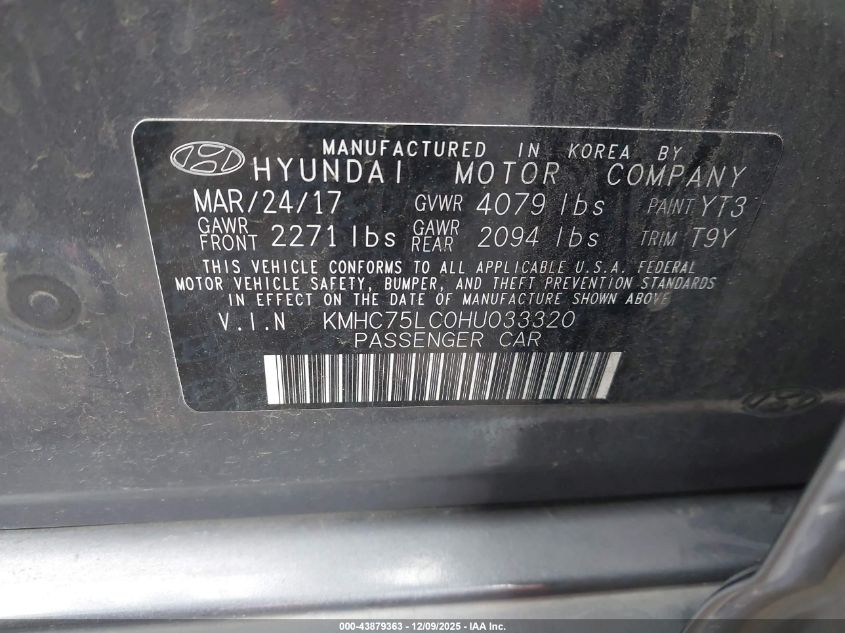 MANUFACTURED IN KOREA BY
HYUNDAI MOTOR COMPANY
MAR/24/17 GVWR 4079 lbs PAINT YT3
GAWR FRONT 2271 lbs GAWR REAR 2094 lbs TRIM T9Y
THIS VEHICLE CONFORMS TO ALL APPLICABLE U.S.A. FEDERAL
MOTOR VEHICLE SAFETY, BUMPER, AND THEFT PREVENTION STANDARDS
IN EFFECT ON THE DATE OF MANUFACTURE SHOWN ABOVE
V.I.N KMHC75LC0HU033320
PASSENGER CAR
000-43879363 - 12/09/2025 - IAA Inc.